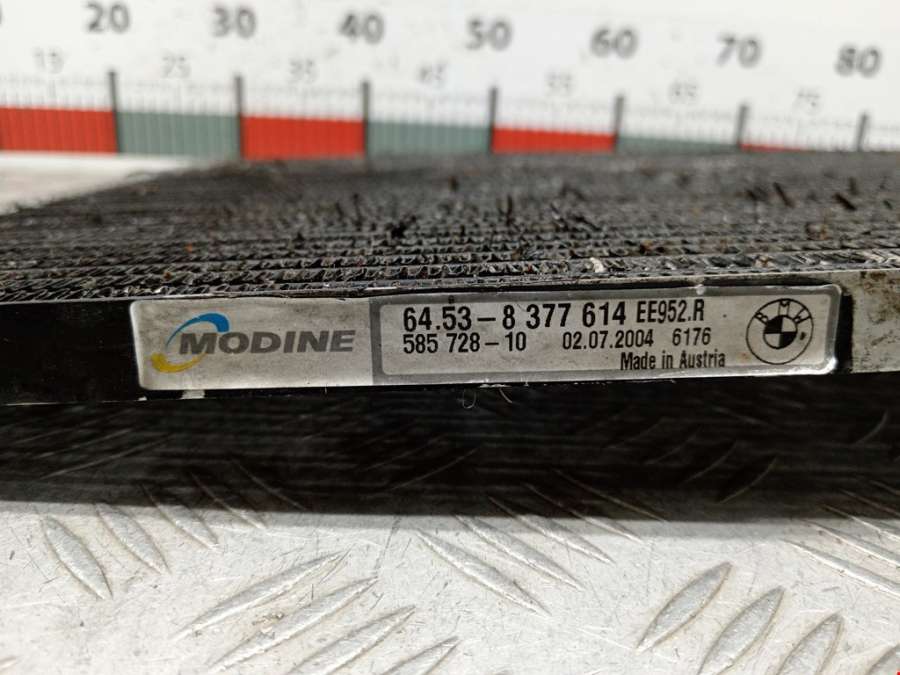 20 30 40 50 60 70 80
15 25 35 45 55 65 75
MODINE
64.53-8 377 614 EE952.R
585 728-10 02.07.2004 6176
Made in Austria
BMW